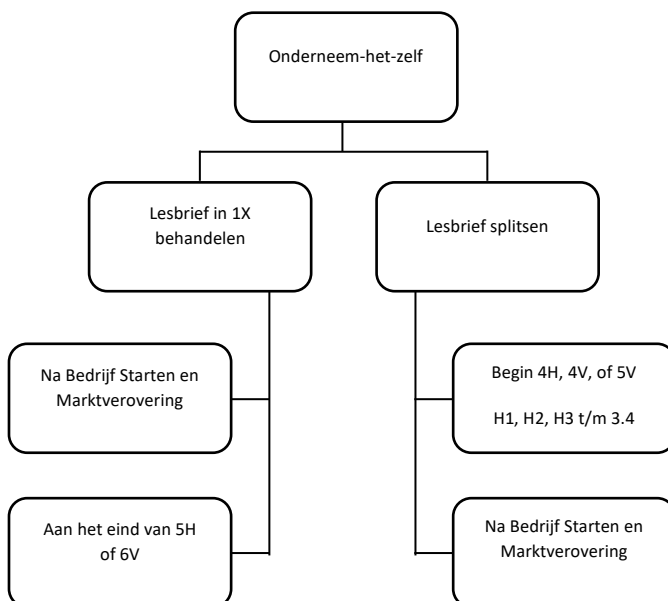 Onderneem-het-zelf
Lesbrief in 1X
behandelen
Lesbrief splitsen
Na Bedrijf Starten en
Marktverovering
Begin 4H, 4V, of 5V
H1, H2, H3 t/m 3.4
Aan het eind van 5H
of 6V
Na Bedrijf Starten en
Marktverovering